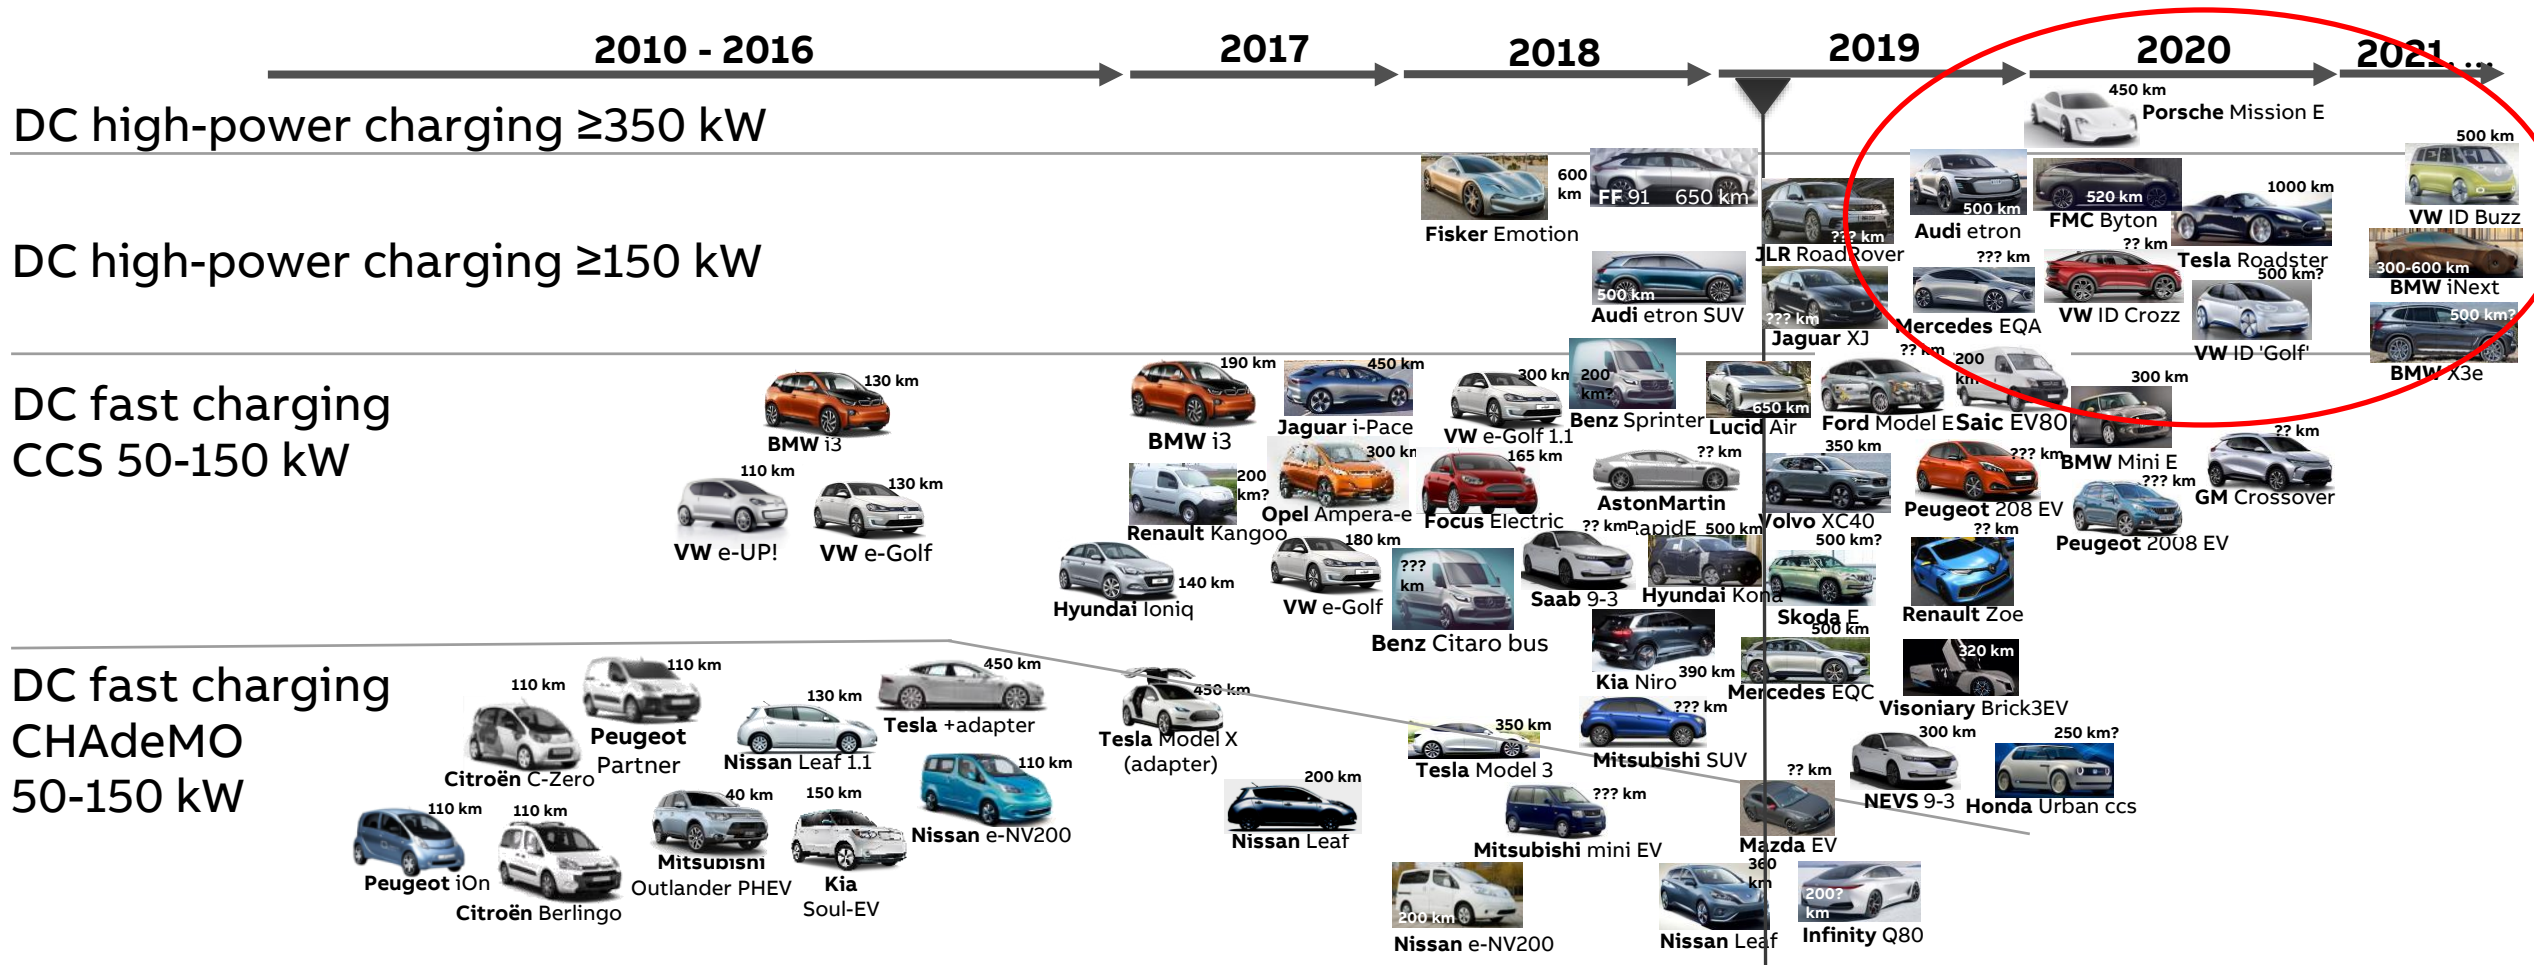 2010 - 2016
2017
2018
2019
2020
2021, ...
DC high-power charging ≥350 kW
450 km
Porsche Mission E
DC high-power charging ≥150 kW
600
km
Fisker Emotion
FF 91 650 km
500 km
Audi etron SUV
??? km
JLR RoadRover
??? km
Jaguar XJ
500 km
Audi etron
??? km
Mercedes EQA
520 km
FMC Byton
?? km
VW ID Crozz
1000 km
Tesla Roadster
500 km?
VW ID 'Golf'
500 km
VW ID Buzz
300-600 km
BMW iNext
500 km?
BMW X3e
DC fast charging
CCS 50-150 kW
130 km
BMW i3
110 km
VW e-UP!
130 km
VW e-Golf
190 km
BMW i3
450 km
Jaguar i-Pace
200
km?
Renault Kangoo
300 km
Opel Ampera-e
140 km
Hyundai Ioniq
180 km
VW e-Golf
300 km
VW e-Golf 1.1
165 km
Focus Electric
??? 
km
Benz Citaro bus
200
km?
Benz Sprinter
?? km
AstonMartin
RapidE
?? km
Saab 9-3
500 km
Hyundai Kona
390 km
Kia Niro
650 km
Lucid Air
350 km
Volvo XC40
500 km?
Skoda E
500 km
Mercedes EQC
?? km
Ford Model E
200
km
Saic EV80
??? km
Peugeot 208 EV
?? km
Renault Zoe
320 km
Visoniary Brick3EV
300 km
NEVS 9-3
250 km?
Honda Urban ccs
300 km
BMW Mini E
??? km
Peugeot 2008 EV
?? km
GM Crossover
DC fast charging
CHAdeMO
50-150 kW
110 km
Citroën C-Zero
110 km
Peugeot
Partner
110 km
Peugeot iOn
110 km
Citroën Berlingo
130 km
Nissan Leaf 1.1
40 km
Mitsubishi
Outlander PHEV
150 km
Kia
Soul-EV
450 km
Tesla +adapter
110 km
Nissan e-NV200
450 km
Tesla Model X
(adapter)
200 km
Nissan Leaf
350 km
Tesla Model 3
??? km
Mitsubishi SUV
??? km
Mitsubishi mini EV
200 km
Nissan e-NV200
?? km
Mazda EV
360
km
Nissan Leaf
200?
km
Infinity Q80